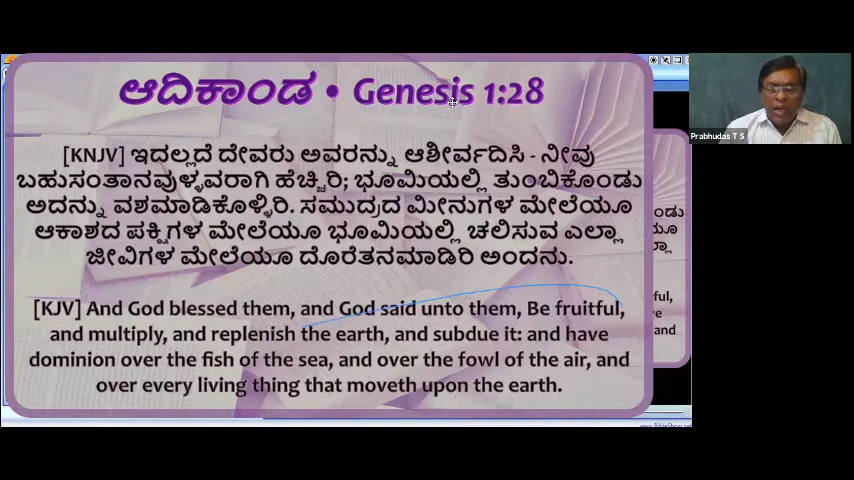 ಆದಿಕಾಂಡ • Genesis 1:28
[KNJV] ಇದಲ್ಲದೆ ದೇವರು ಅವರನ್ನು ಆಶೀರ್ವದಿಸಿ - ನೀವು
ಬಹುಸಂತಾನವುಳ್ಳವರಾಗಿ ಹೆಚ್ಚಿರಿ; ಭೂಮಿಯಲ್ಲಿ ತುಂಬಿಕೊಂಡು
ಅದನ್ನು ವಶಮಾಡಿಕೊಳ್ಳಿರಿ. ಸಮುದ್ರದ ಮೀನುಗಳ ಮೇಲೆಯೂ
ಆಕಾಶದ ಪಕ್ಷಿಗಳ ಮೇಲೆಯೂ ಭೂಮಿಯಲ್ಲಿ ಚಲಿಸುವ ಎಲ್ಲಾ
ಜೀವಿಗಳ ಮೇಲೆಯೂ ದೊರೆತನಮಾಡಿರಿ ಅಂದನು.
[KJV] And God blessed them, and God said unto them, Be fruitful,
and multiply, and replenish the earth, and subdue it: and have
dominion over the fish of the sea, and over the fowl of the air, and
over every living thing that moveth upon the earth.
Prabhudas T S